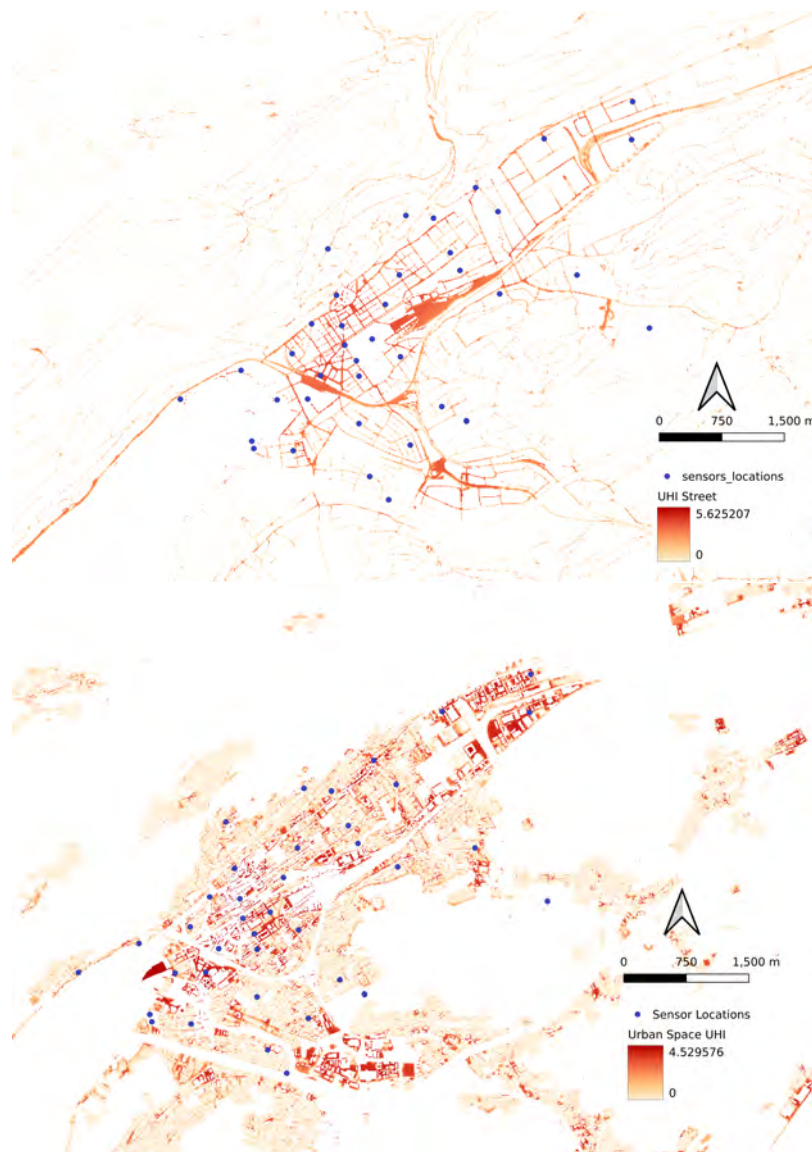 0 750 1,500 m
sensors_locations
UHI Street
5.625207
0
0 750 1,500 m
Sensor Locations
Urban Space UHI
4.529576
0